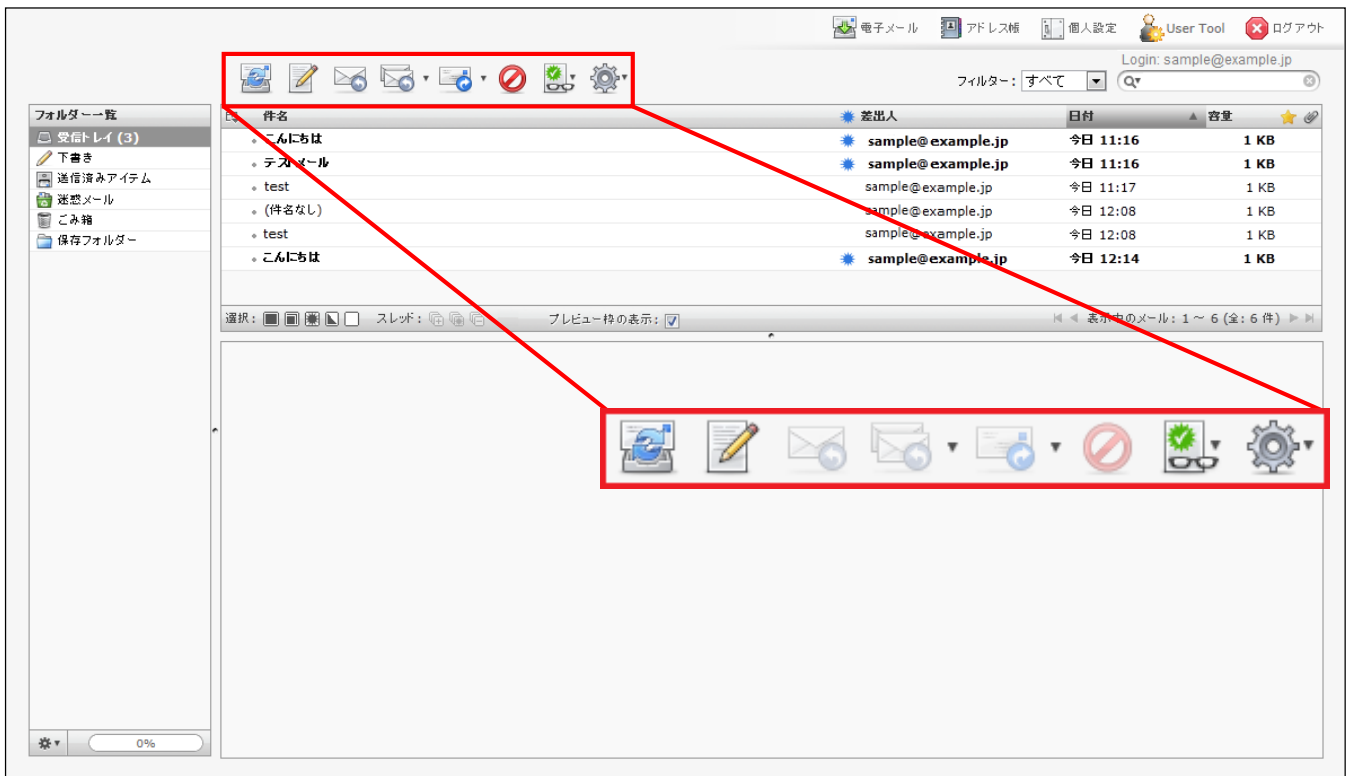 電子メール アドレス帳 個人設定 User Tool ログアウト
Login: sample@example.jp
フィルター: すべて
フォルダー一覧
受信トレイ (3)
下書き
送信済みアイテム
迷惑メール
ごみ箱
保存フォルダー
件名 差出人 日付 容量
こんにちは sample@example.jp 今日 11:16 1 KB
テストメール sample@example.jp 今日 11:16 1 KB
test sample@example.jp 今日 11:17 1 KB
(件名なし) sample@example.jp 今日 12:08 1 KB
test sample@example.jp 今日 12:08 1 KB
こんにちは sample@example.jp 今日 12:14 1 KB
選択: スレッド: プレビュー枠の表示: 表示中のメール: 1 ～ 6 (全: 6 件)
0%